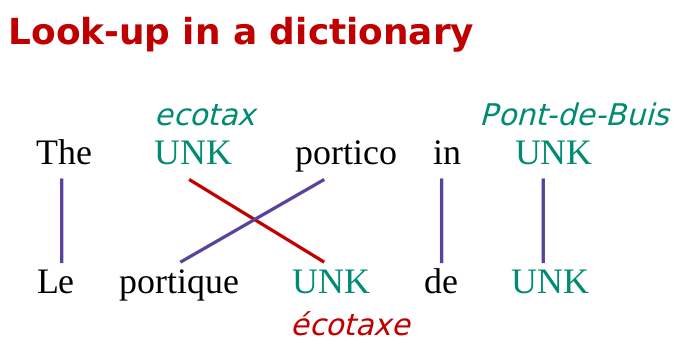 Look-up in a dictionary
ecotax Pont-de-Buis
The UNK portico in UNK
Le portique UNK de UNK
écotaxe